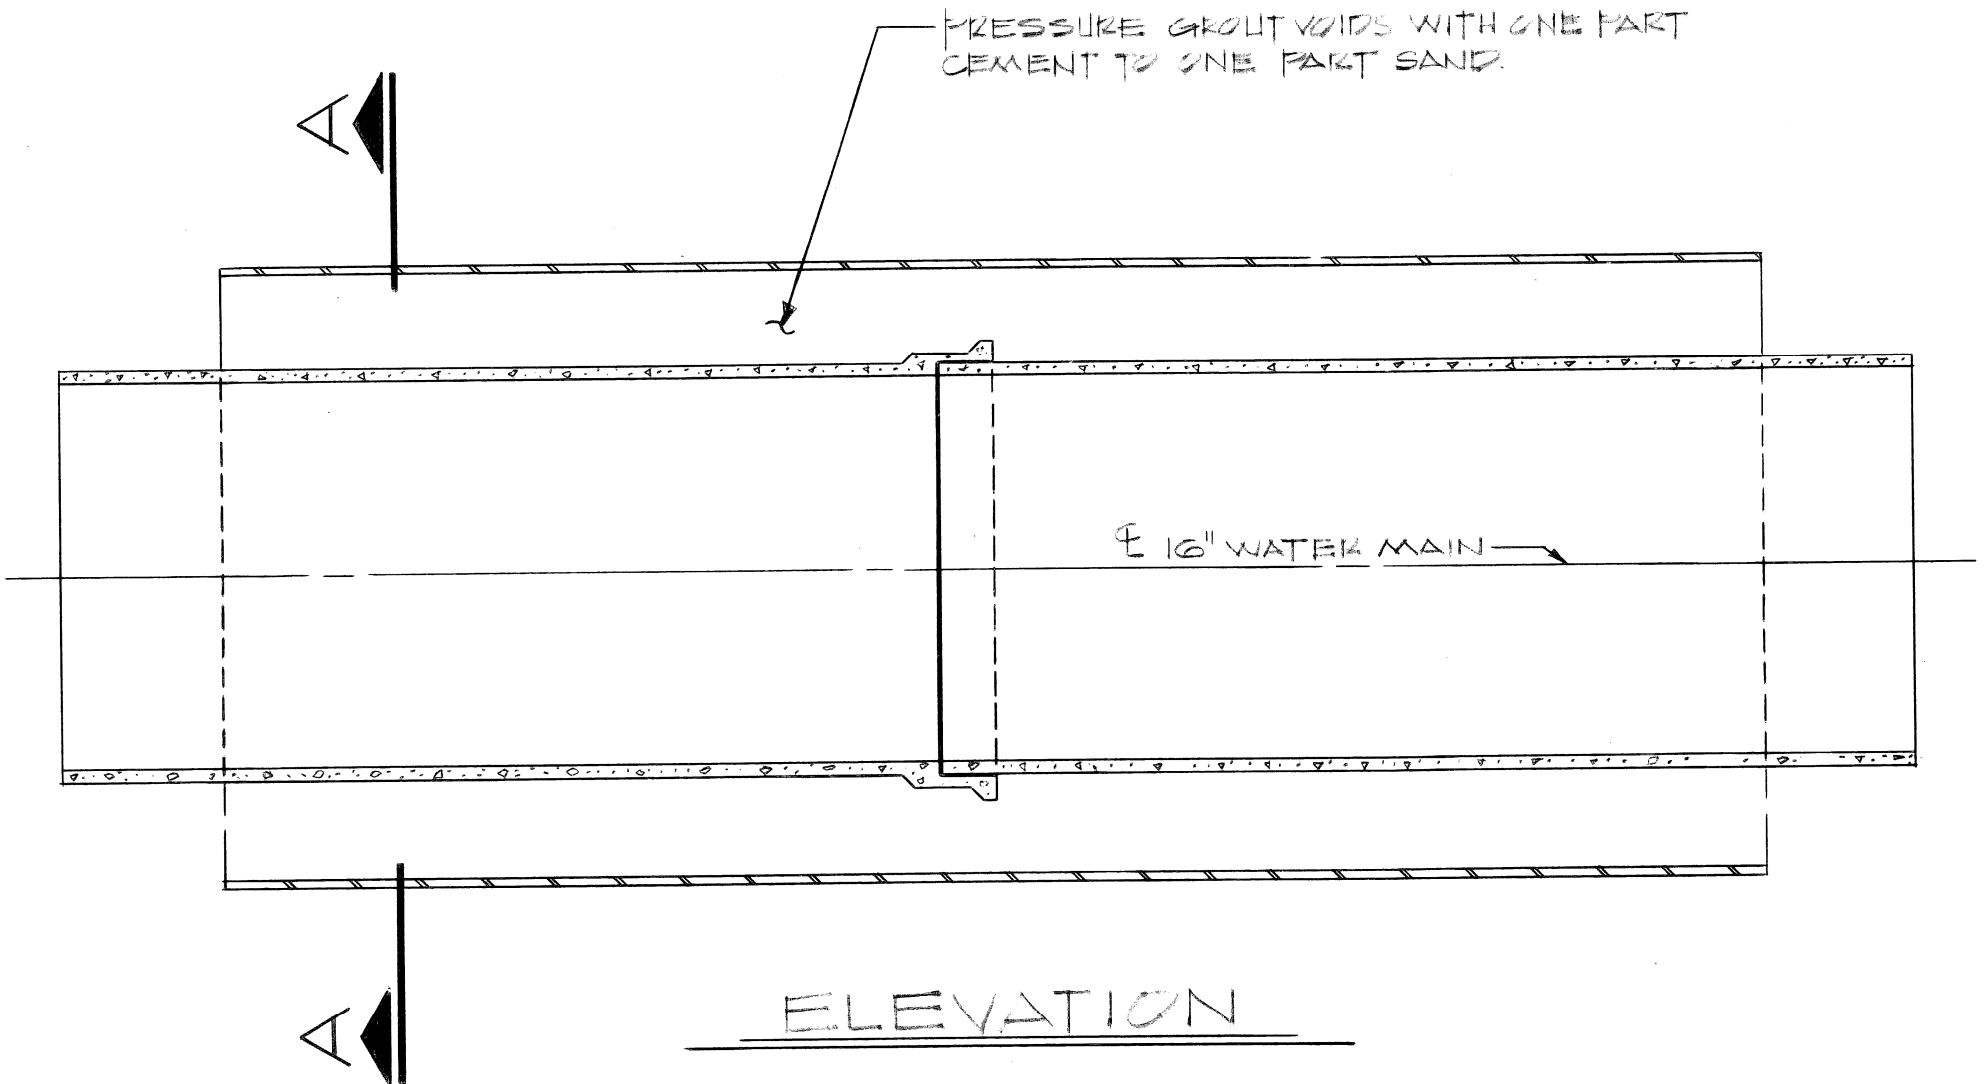 PRESSURE GROUT VOIDS WITH ONE PART
CEMENT TO ONE PART SAND.
A
℄ 16" WATER MAIN
A
ELEVATION